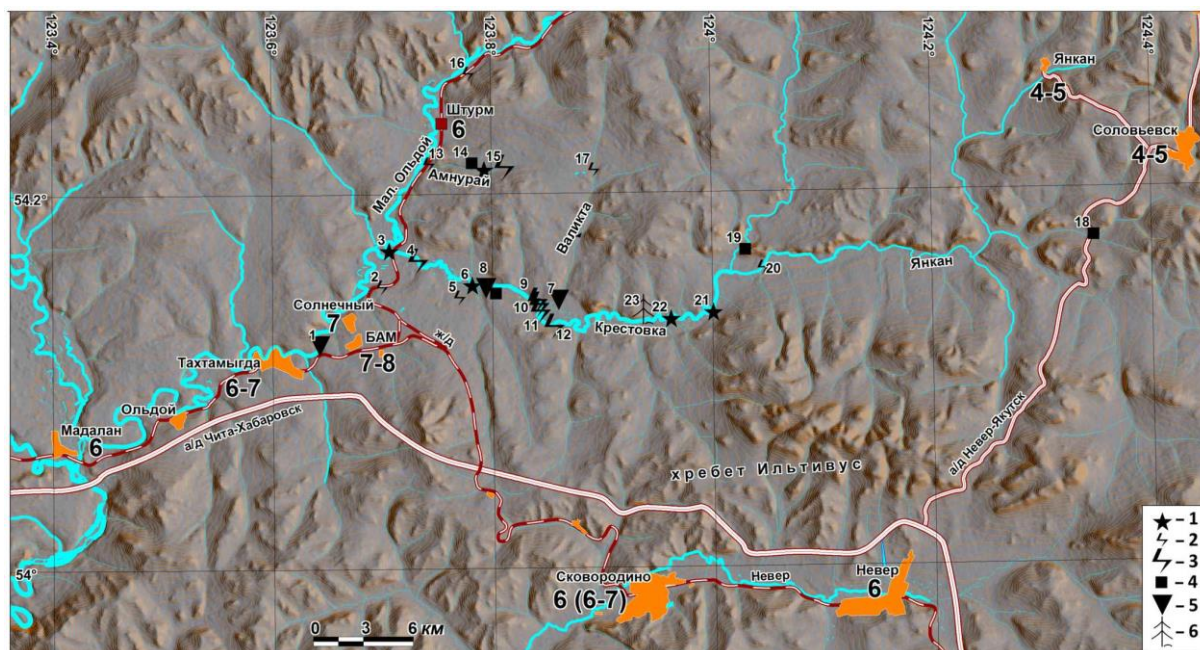 123.4°
123.6°
123.8°
124°
124.2°
124.4°
16
Янкан
4-5
Штурм
6
Соловьевск
4-5
Мал. Ольдой
13
14
15
17
Амнурай
54.2°
Валикта
18
3
4
19
20
Янкан
2
5
6
8
9
7
10
11
12
23
22
21
Крестовка
Солнечный
7
1
БАМ
7-8
ж/д
Тахтамыгда
6-7
Ольдой
Мадалан
6
а/д Чита-Хабаровск
а/д Невер-Якутск
хребет Ильтивус
54°
Сковородино
6 (6-7)
Невер
Невер
6
0 3 6 км
- 1
- 2
- 3
- 4
- 5
- 6